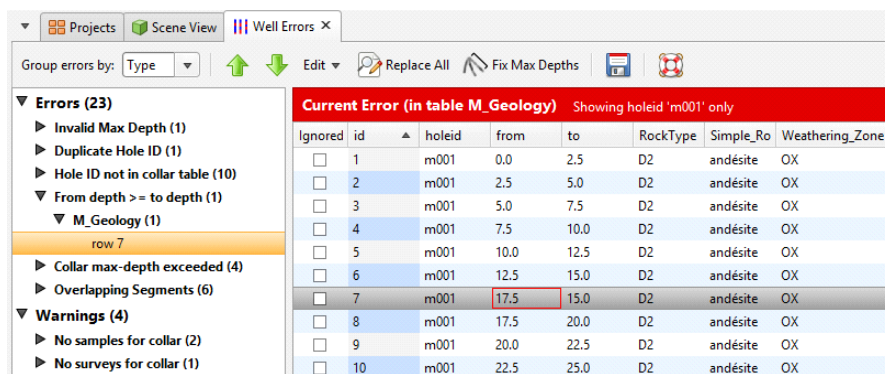 Projects Scene View Well Errors ×
Group errors by: Type Edit Replace All Fix Max Depths
Errors (23)
Invalid Max Depth (1)
Duplicate Hole ID (1)
Hole ID not in collar table (10)
From depth >= to depth (1)
M_Geology (1)
row 7
Collar max-depth exceeded (4)
Overlapping Segments (6)
Warnings (4)
No samples for collar (2)
No surveys for collar (1)
Current Error (in table M_Geology) Showing holeid 'm001' only
Ignored id holeid from to RockType Simple_Ro Weathering_Zone
1 m001 0.0 2.5 D2 andésite OX
2 m001 2.5 5.0 D2 andésite OX
3 m001 5.0 7.5 D2 andésite OX
4 m001 7.5 10.0 D2 andésite OX
5 m001 10.0 12.5 D2 andésite OX
6 m001 12.5 15.0 D2 andésite OX
7 m001 17.5 15.0 D2 andésite OX
8 m001 17.5 20.0 D2 andésite OX
9 m001 20.0 22.5 D2 andésite OX
10 m001 22.5 25.0 D2 andésite OX